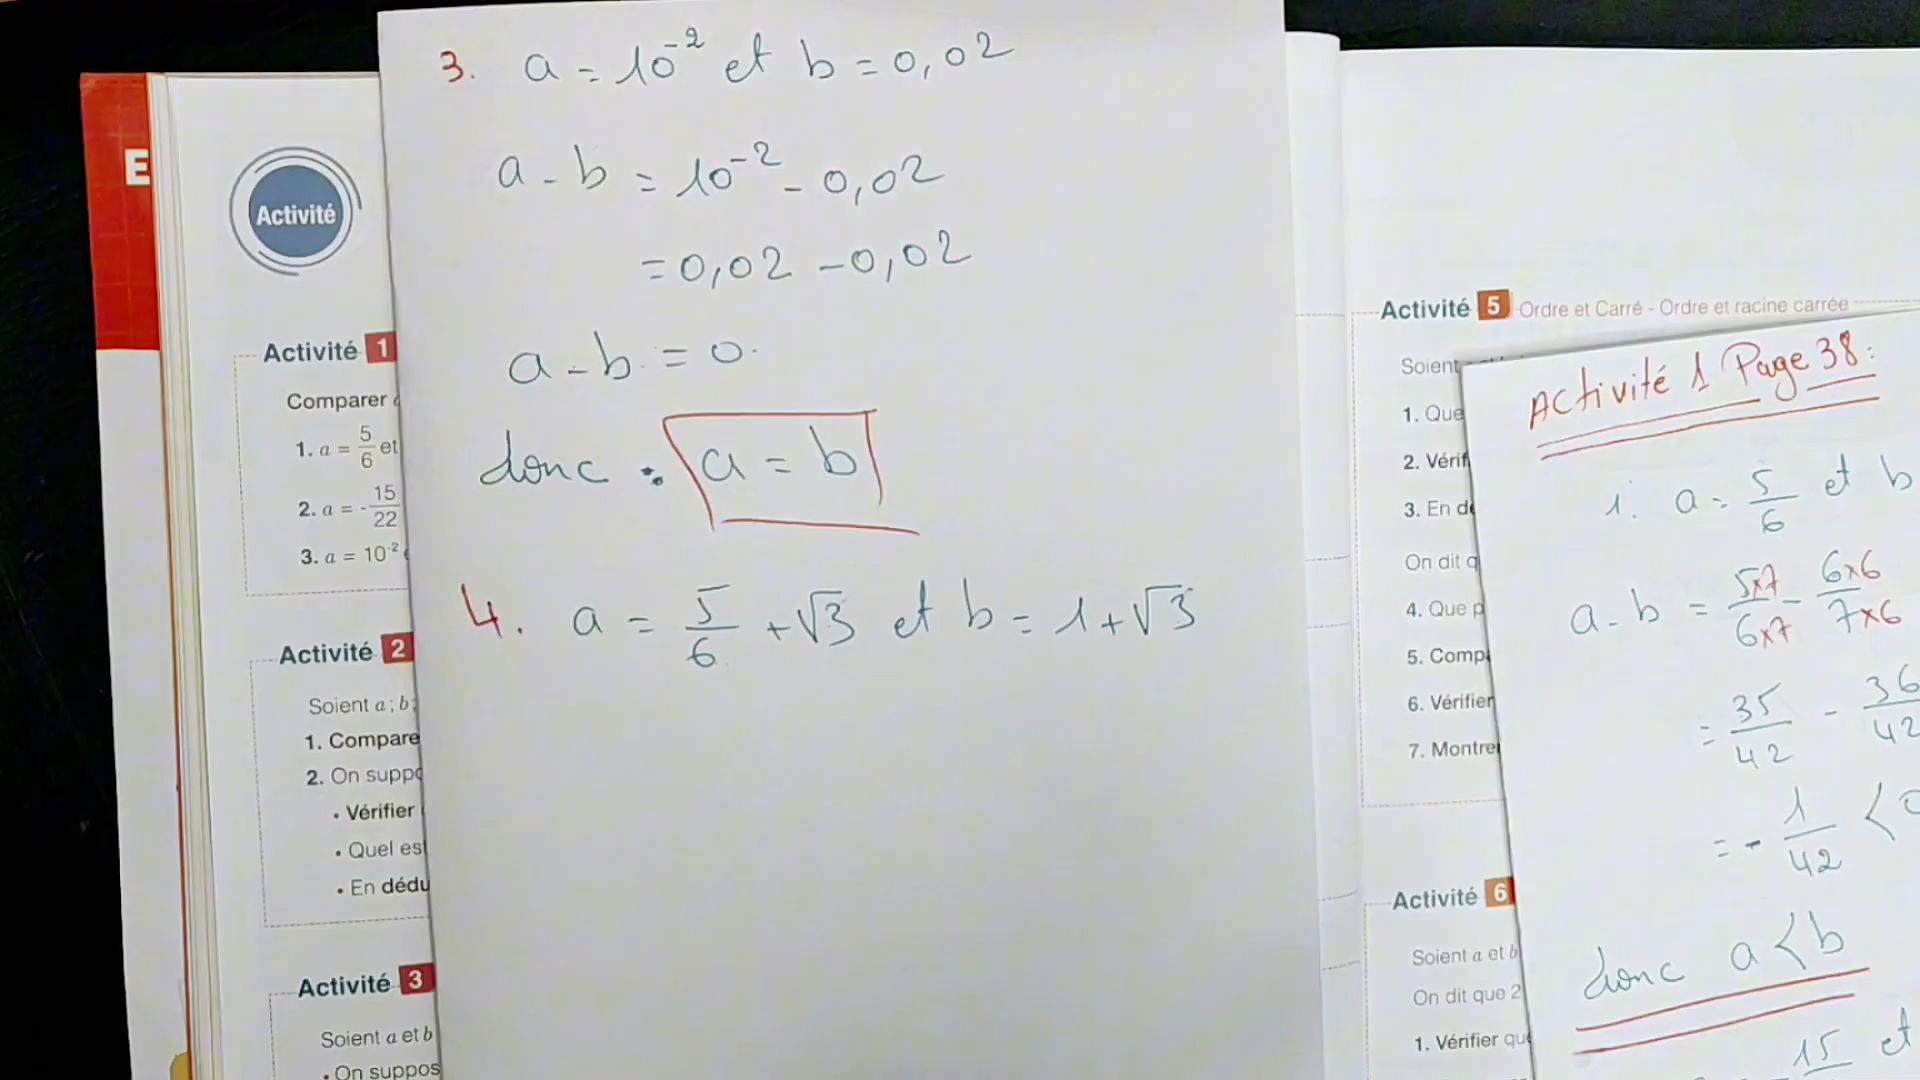 3. a = 10⁻² et b = 0,02
a - b = 10⁻² - 0,02
= 0,02 - 0,02
a - b = 0.
donc : a = b
4. a = 5/6 + √3 et b = 1 + √3
E
Activité
Activité 1
Comparer
1. a = 5/6 et
2. a = -15/22
3. a = 10⁻²
Activité 2
Soient a ; b ;
1. Compare
2. On suppo
• Vérifier
• Quel est
• En dédu
Activité 3
Soient a et b
• On suppos
Activité 5 Ordre et Carré - Ordre et racine carrée
Soient
1. Que
2. Vérif
3. En dé
On dit q
4. Que p
5. Comp
6. Vérifier
7. Montre
Activité 6
Soient a et b
On dit que 2
1. Vérifier que
Activité 1 Page 38 :
1. a = 5/6 et b
a - b = 5×7/6×7 - 6×6/7×6
= 35/42 - 36/42
= - 1/42 < 0
donc a < b
15 et